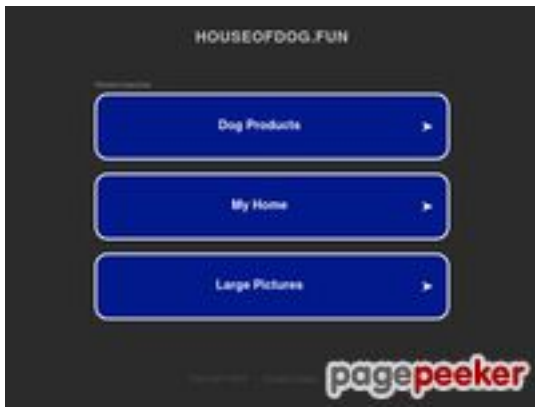 HOUSEOFDOG.FUN
Dog Products
My Home
Large Pictures
pagepeeker